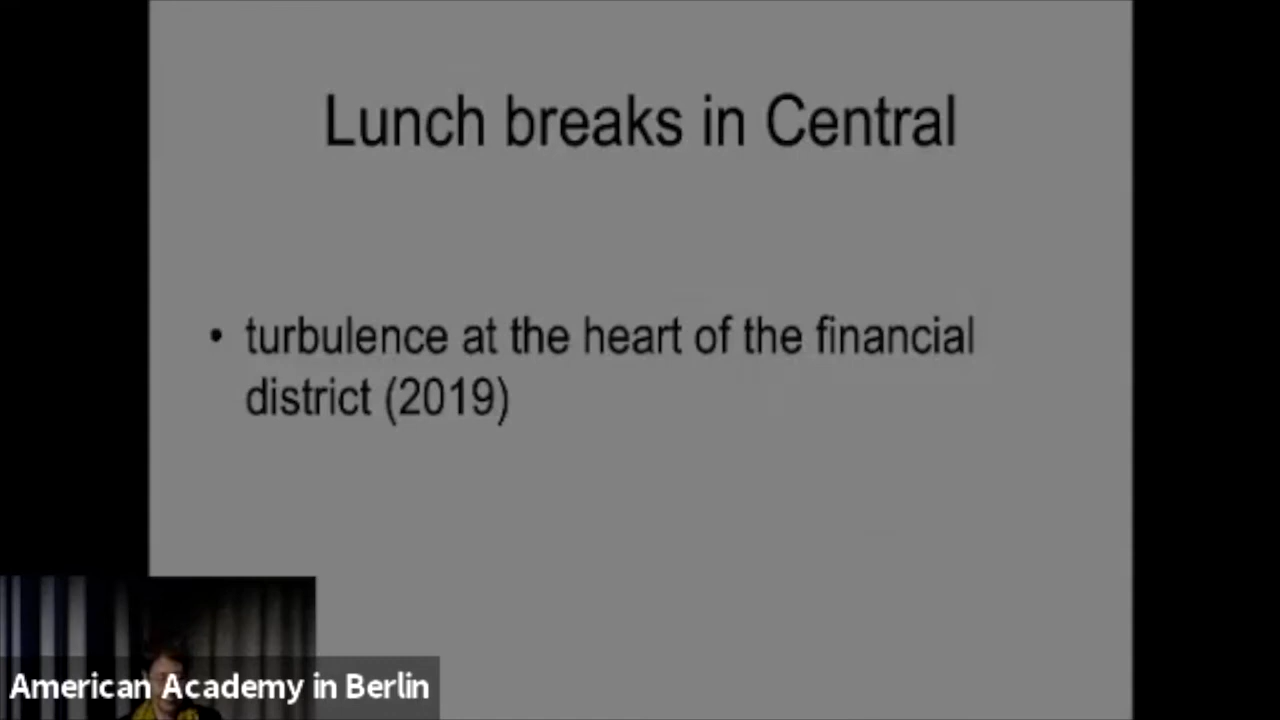 Lunch breaks in Central
• turbulence at the heart of the financial
district (2019)
American Academy in Berlin